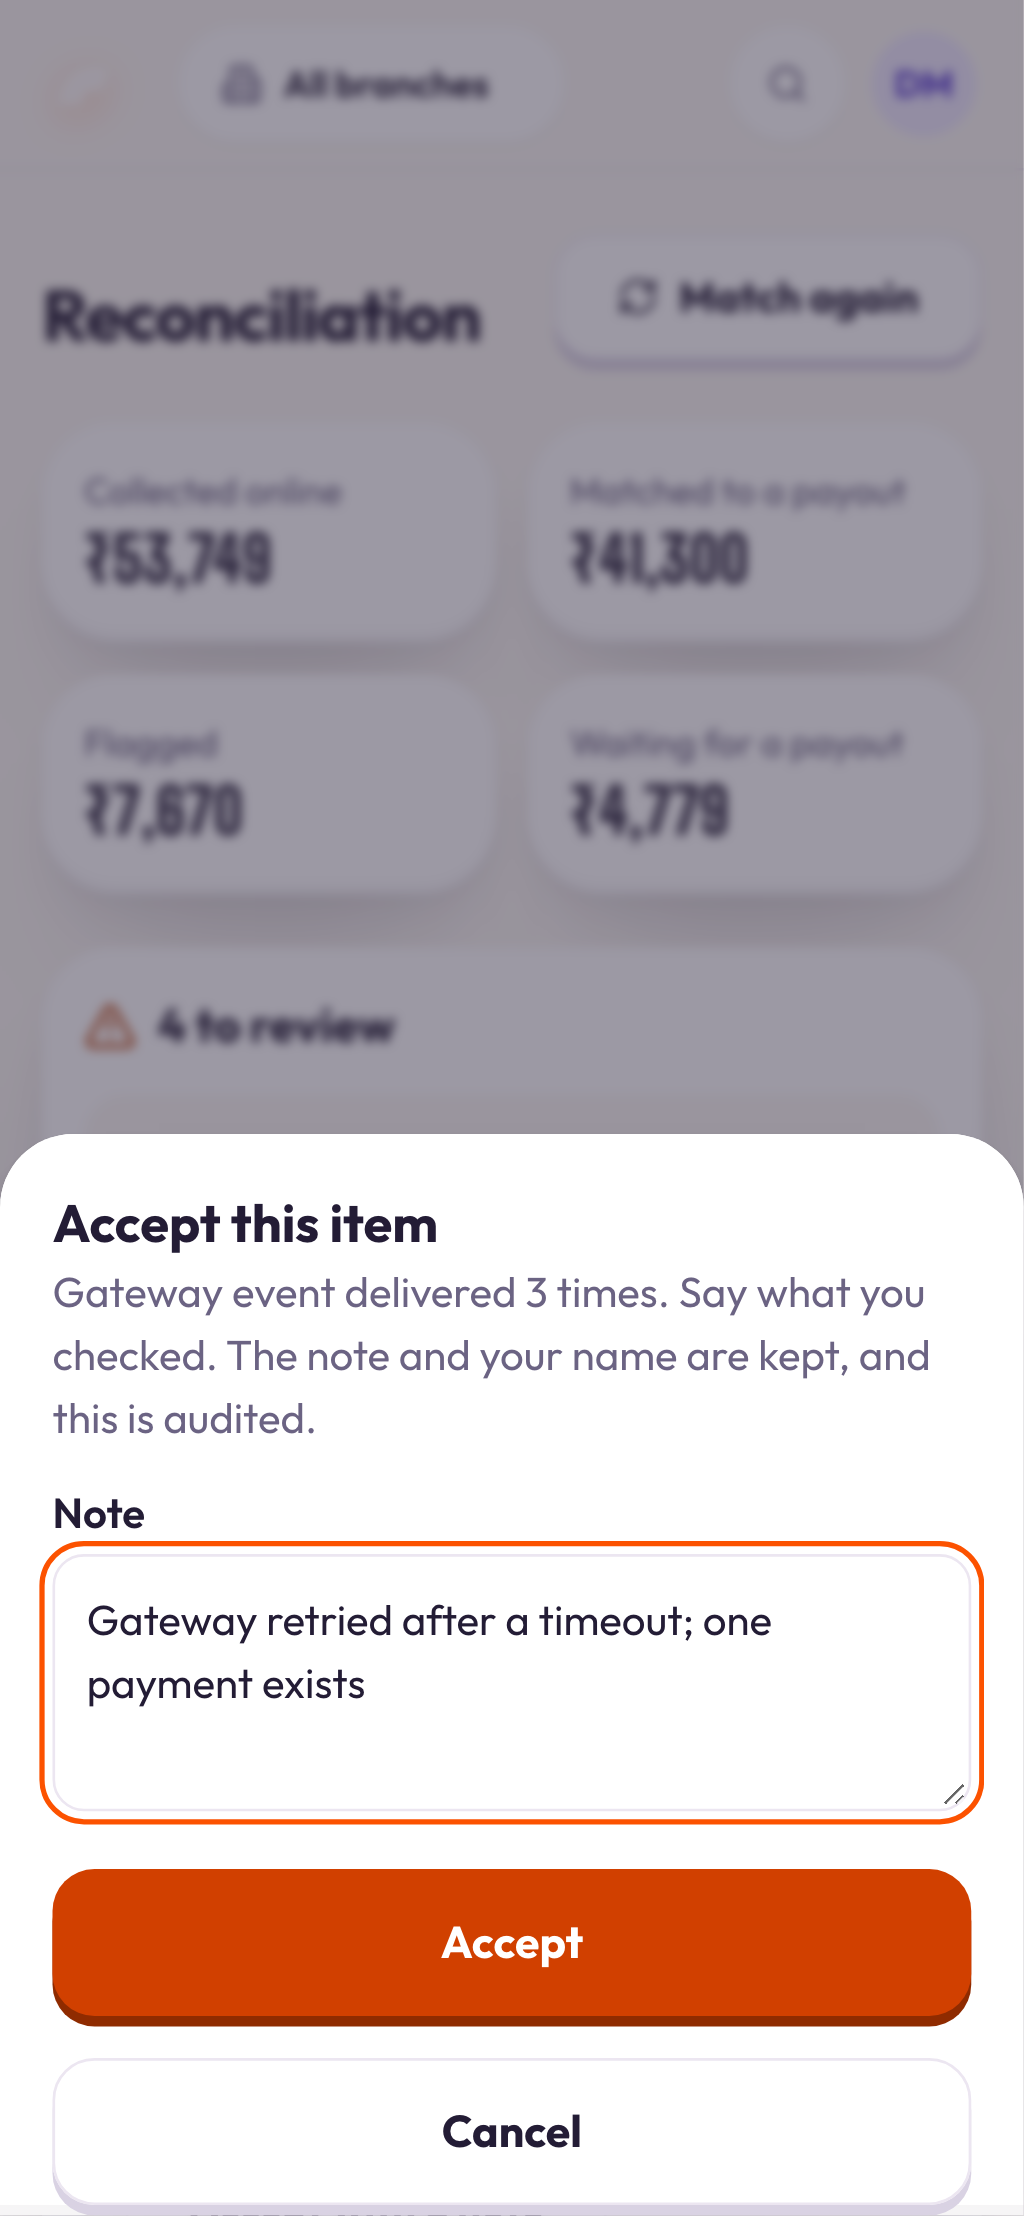 All branches
DM
Reconciliation
Match again
Collected online
₹53,749
Matched to a payout
₹41,300
Flagged
₹7,670
Waiting for a payout
₹4,779
4 to review
Accept this item
Gateway event delivered 3 times. Say what you
checked. The note and your name are kept, and
this is audited.
Note
Gateway retried after a timeout; one
payment exists
Accept
Cancel